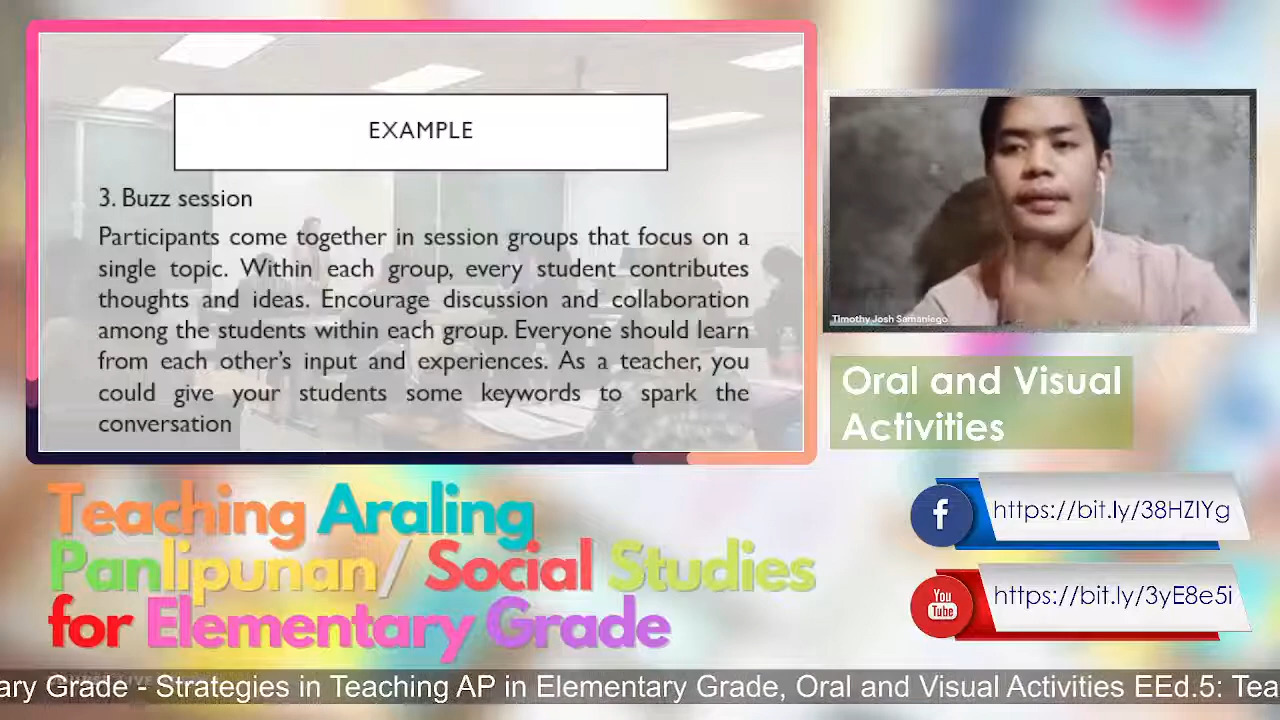 EXAMPLE
3. Buzz session
Participants come together in session groups that focus on a
single topic. Within each group, every student contributes
thoughts and ideas. Encourage discussion and collaboration
among the students within each group. Everyone should learn
from each other's input and experiences. As a teacher, you
could give your students some keywords to spark the
conversation
Timothy Josh Samaniego
Oral and Visual
Activities
https://bit.ly/38HZIYg
You
Tube
https://bit.ly/3yE8e5i
Teaching Araling
Panlipunan/ Social Studies
for Elementary Grade
ary Grade - Strategies in Teaching AP in Elementary Grade, Oral and Visual Activities EEd.5: Tea